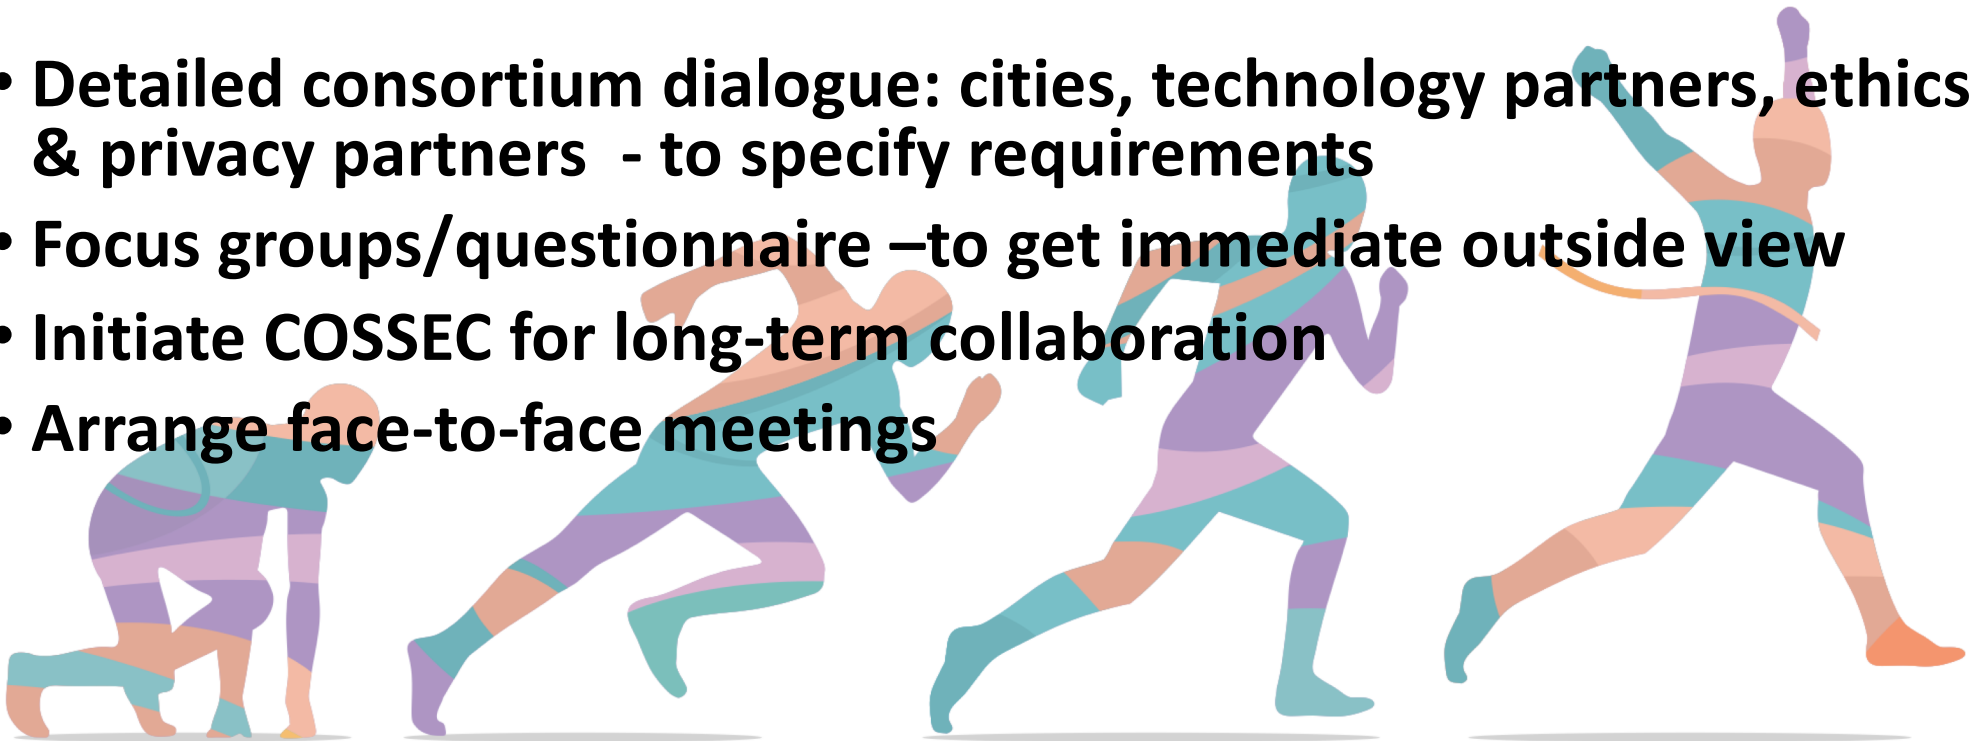 • Detailed consortium dialogue: cities, technology partners, ethics
& privacy partners  - to specify requirements
• Focus groups/questionnaire –to get immediate outside view
• Initiate COSSEC for long-term collaboration
• Arrange face-to-face meetings